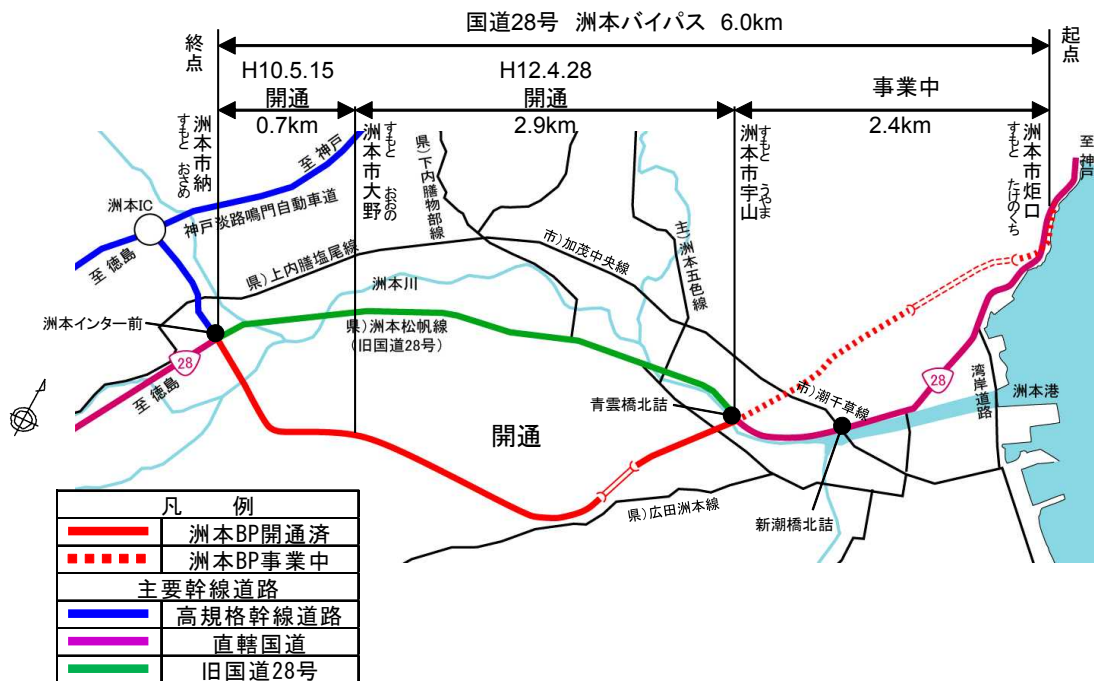 国道28号 洲本バイパス 6.0km
終点
起点
H10.5.15
開通
0.7km
H12.4.28
開通
2.9km
事業中
2.4km
洲本市納
すもと おさめ
洲本市大野
すもと おおの
洲本市宇山
すもと うやま
洲本市炬口
すもと たけのくち
至 神戸
至 神戸
洲本IC
神戸淡路鳴門自動車道
至 徳島
県)上内膳塩尾線
県)下内膳物部線
市)加茂中央線
主)洲本五色線
洲本川
洲本インター前
県)洲本松帆線
(旧国道28号)
28
至 徳島
青雲橋北詰
市)潮千草線
28
湾岸道路
洲本港
開通
県)広田洲本線
新潮橋北詰
凡 例
洲本BP開通済
洲本BP事業中
主要幹線道路
高規格幹線道路
直轄国道
旧国道28号